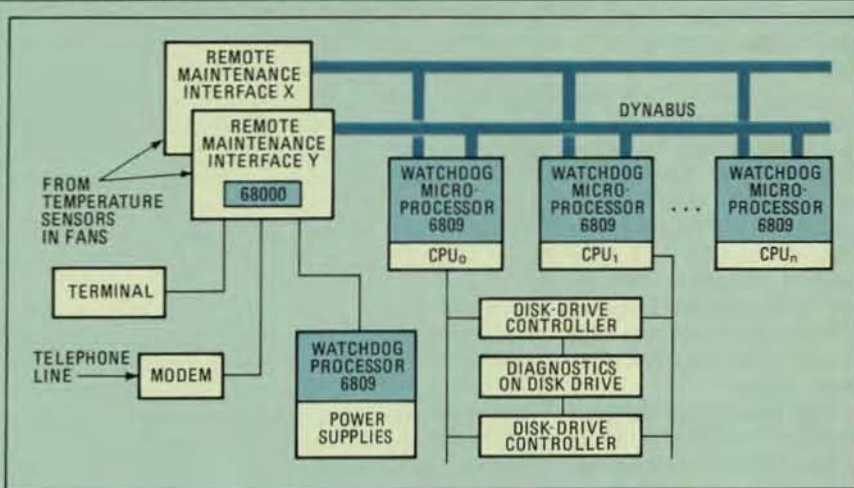 REMOTE
MAINTENANCE
INTERFACE X
REMOTE
MAINTENANCE
INTERFACE Y
68000
DYNABUS
FROM
TEMPERATURE
SENSORS
IN FANS
WATCHDOG
MICRO-
PROCESSOR
6809
CPU₀
WATCHDOG
MICRO-
PROCESSOR
6809
CPU₁
...
WATCHDOG
MICRO-
PROCESSOR
6809
CPUₙ
TERMINAL
TELEPHONE
LINE
MODEM
WATCHDOG
PROCESSOR
6809
POWER
SUPPLIES
DISK-DRIVE
CONTROLLER
DIAGNOSTICS
ON DISK DRIVE
DISK-DRIVE
CONTROLLER